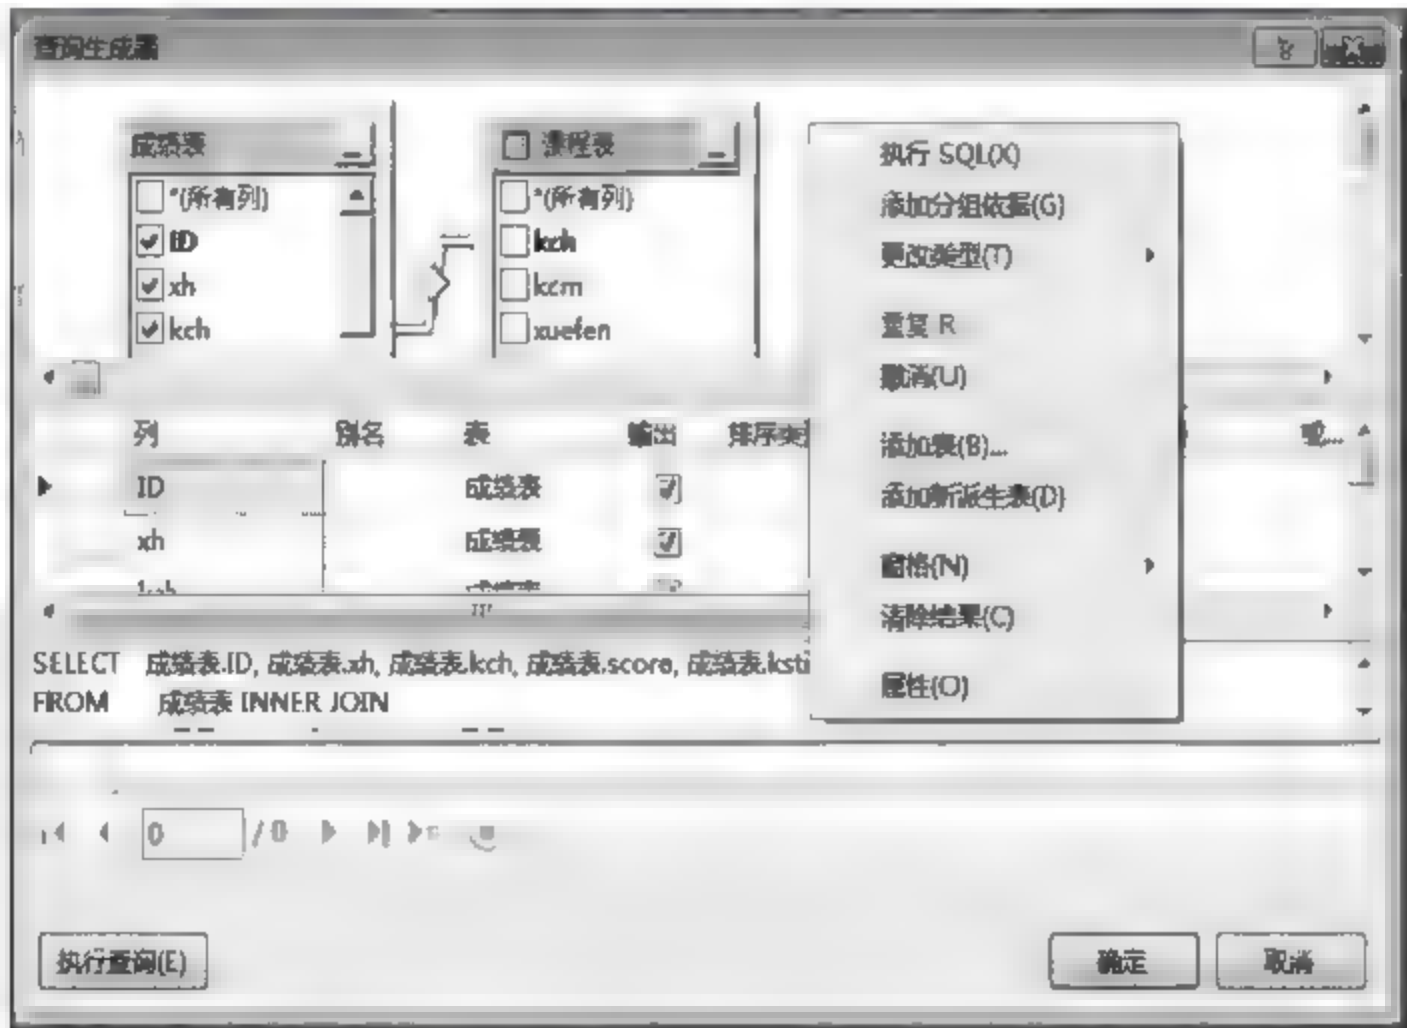 查询生成器
成绩表
*(所有列)
ID
xh
kch
课程表
*(所有列)
kch
kcm
xuefen
执行 SQL(X)
添加分组依据(G)
更改类型(T)
重复 R
撤消(U)
添加表(B)...
添加新派生表(D)
窗格(N)
清除结果(C)
属性(O)
列 别名 表 输出 排序类 或...
ID 成绩表
xh 成绩表
SELECT 成绩表.ID, 成绩表.xh, 成绩表.kch, 成绩表.score, 成绩表.ksti
FROM 成绩表 INNER JOIN
0 / 0
执行查询(E)
确定
取消